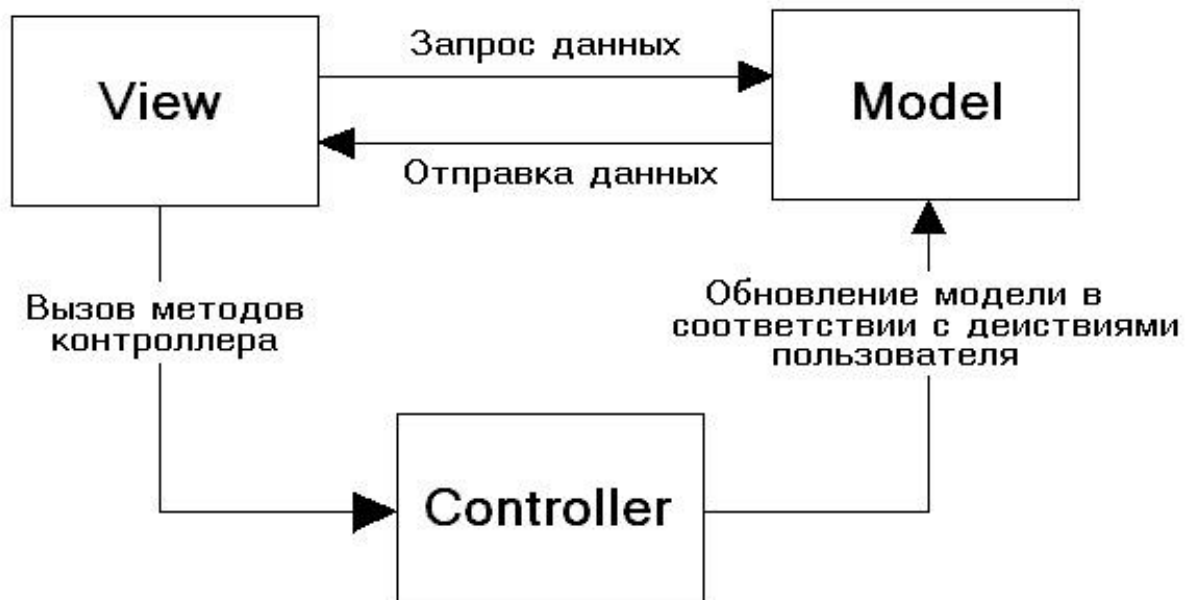 Запрос данных
View
Model
Отправка данных
Вызов методов
контроллера
Обновление модели в
соответствии с деиствиями
пользователя
Controller